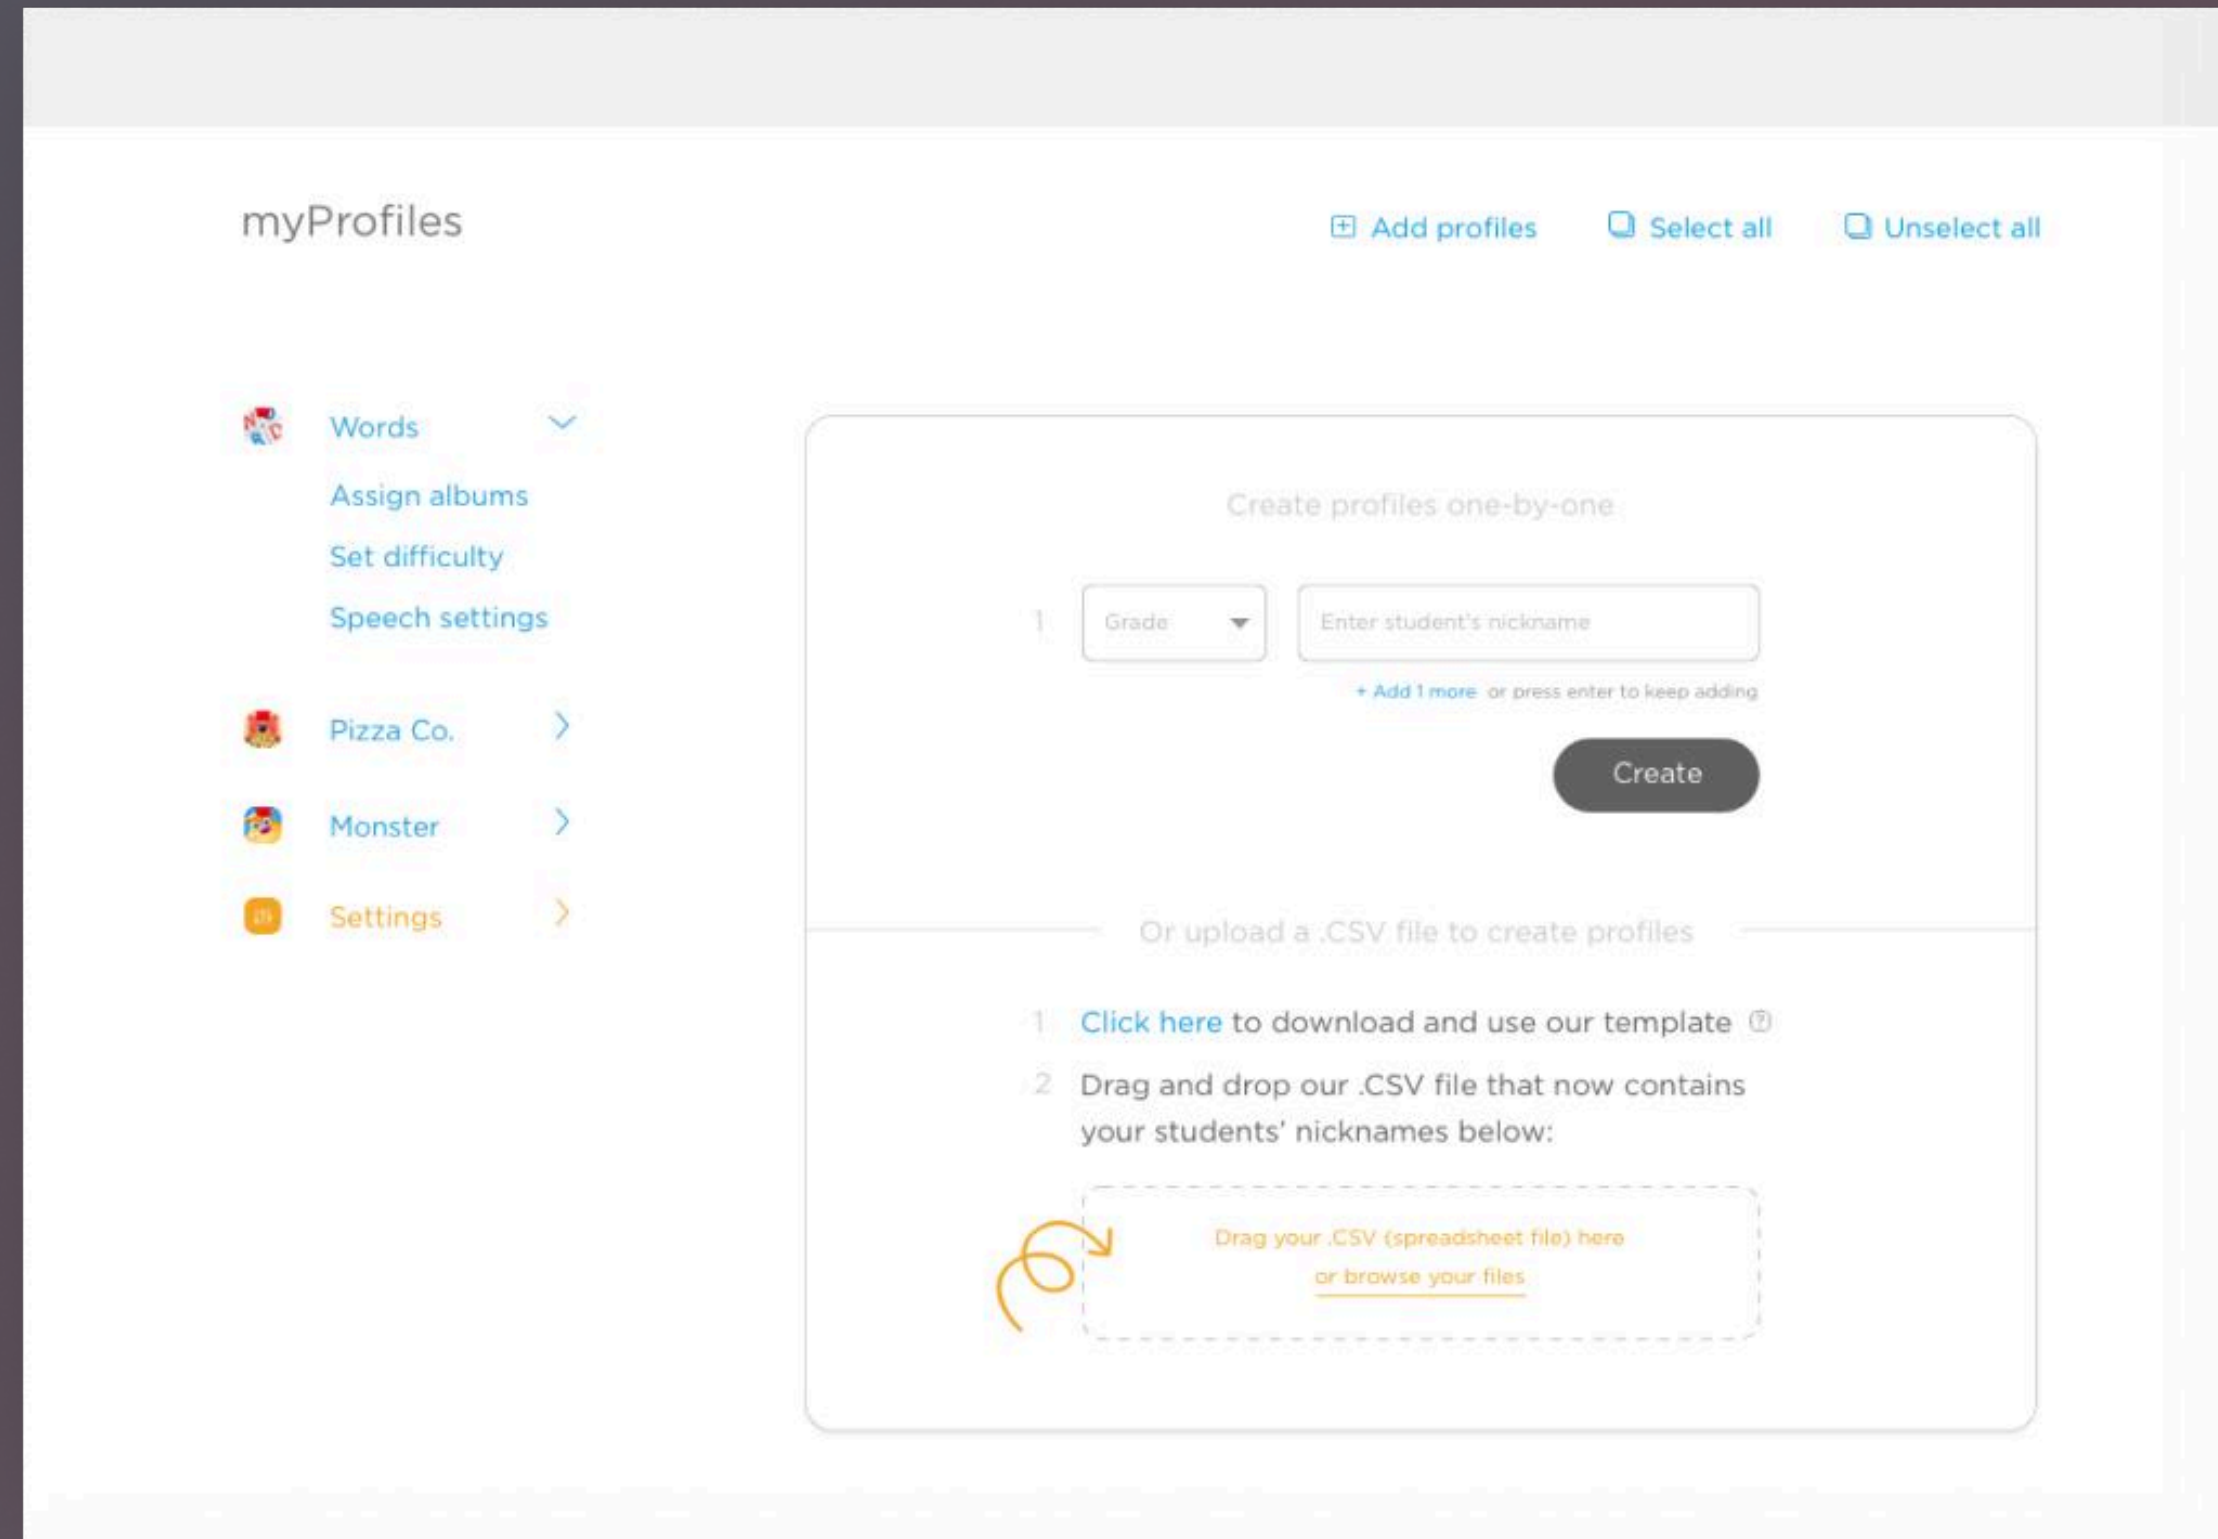 myProfiles
Add profiles
Select all
Unselect all
Words
Assign albums
Set difficulty
Speech settings
Pizza Co.
Monster
Settings
Create profiles one-by-one
1
Grade
Enter student's nickname
+ Add 1 more or press enter to keep adding
Create
Or upload a .CSV file to create profiles
1 Click here to download and use our template ?
2 Drag and drop our .CSV file that now contains
your students' nicknames below:
Drag your .CSV (spreadsheet file) here
or browse your files